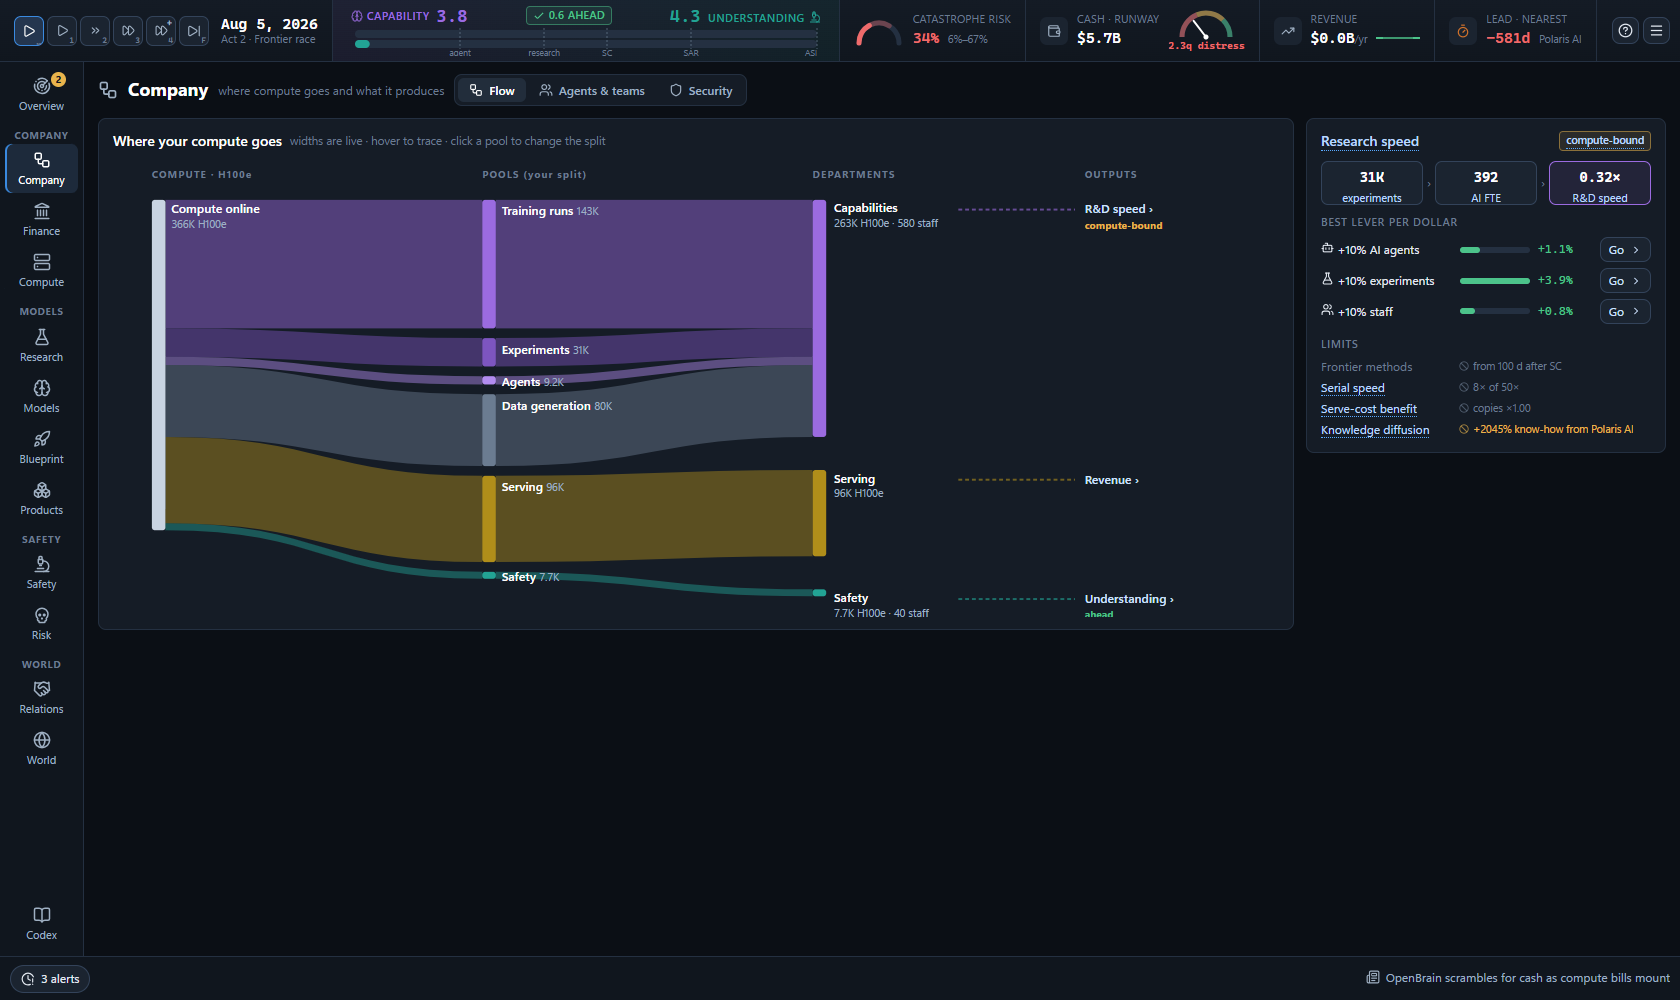 1
2
3
4
F
Aug 5, 2026
Act 2 · Frontier race
CAPABILITY 3.8
0.6 AHEAD
4.3 UNDERSTANDING
agent
research
SC
SAR
ASI
CATASTROPHE RISK
34% 6%–67%
CASH · RUNWAY
$5.7B
2.3q distress
REVENUE
$0.0B/yr
LEAD · NEAREST
−581d Polaris AI
2
Overview
COMPANY
Company
Finance
Compute
MODELS
Research
Models
Blueprint
Products
SAFETY
Safety
Risk
WORLD
Relations
World
Codex
Company where compute goes and what it produces
Flow
Agents & teams
Security
Where your compute goes widths are live · hover to trace · click a pool to change the split
COMPUTE · H100e
POOLS (your split)
DEPARTMENTS
OUTPUTS
Compute online
366K H100e
Training runs 143K
Experiments 31K
Agents 9.2K
Data generation 80K
Serving 96K
Safety 7.7K
Capabilities
263K H100e · 580 staff
Serving
96K H100e
Safety
7.7K H100e · 40 staff
R&D speed ›
compute-bound
Revenue ›
Understanding ›
ahead
Research speed
compute-bound
31K
experiments
›
392
AI FTE
›
0.32×
R&D speed
BEST LEVER PER DOLLAR
+10% AI agents +1.1% Go
+10% experiments +3.9% Go
+10% staff +0.8% Go
LIMITS
Frontier methods from 100 d after SC
Serial speed 8× of 50×
Serve-cost benefit copies ×1.00
Knowledge diffusion +2045% know-how from Polaris AI
3 alerts
OpenBrain scrambles for cash as compute bills mount